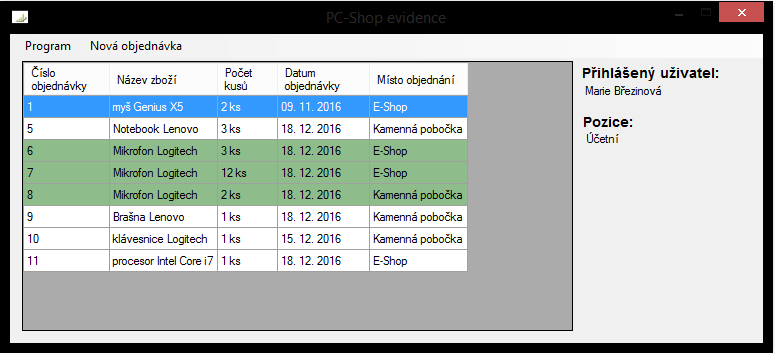 PC-Shop evidence
Program Nová objednávka
Číslo objednávky Název zboží Počet kusů Datum objednávky Místo objednání
1 myš Genius X5 2 ks 09. 11. 2016 E-Shop
5 Notebook Lenovo 3 ks 18. 12. 2016 Kamenná pobočka
6 Mikrofon Logitech 3 ks 18. 12. 2016 E-Shop
7 Mikrofon Logitech 12 ks 18. 12. 2016 E-Shop
8 Mikrofon Logitech 2 ks 18. 12. 2016 Kamenná pobočka
9 Brašna Lenovo 1 ks 18. 12. 2016 Kamenná pobočka
10 klávesnice Logitech 1 ks 15. 12. 2016 Kamenná pobočka
11 procesor Intel Core i7 1 ks 18. 12. 2016 E-Shop
Přihlášený uživatel:
Marie Březinová
Pozice:
Účetní